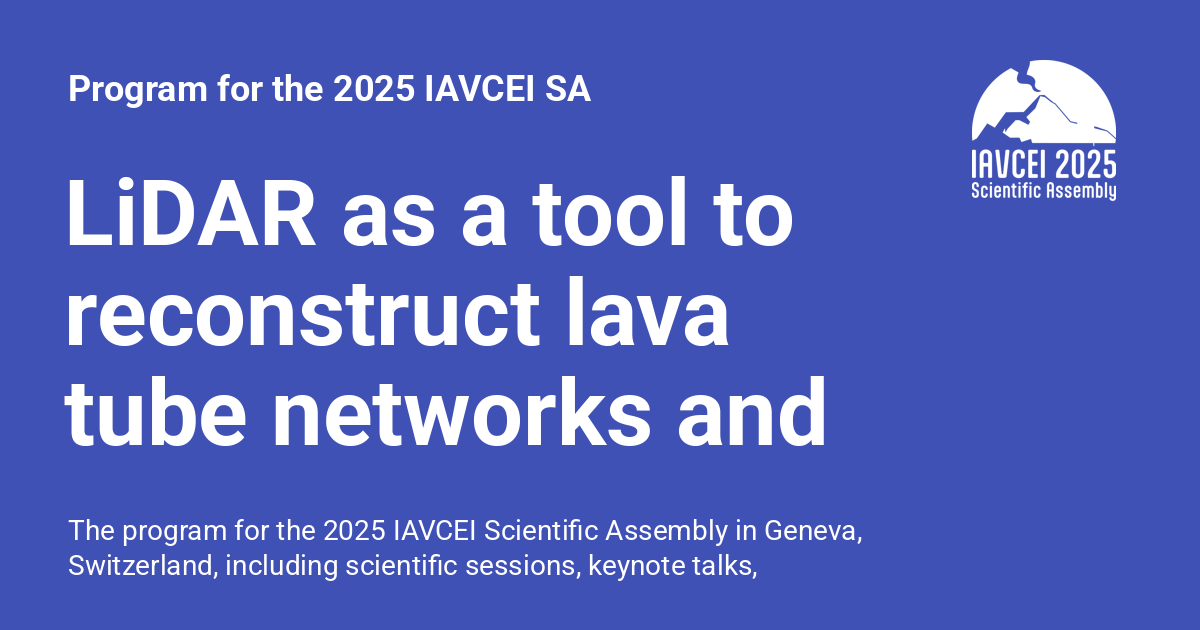 Program for the 2025 IAVCEI SA
IAVCEI 2025
Scientific Assembly
LiDAR as a tool to
reconstruct lava
tube networks and
The program for the 2025 IAVCEI Scientific Assembly in Geneva,
Switzerland, including scientific sessions, keynote talks,